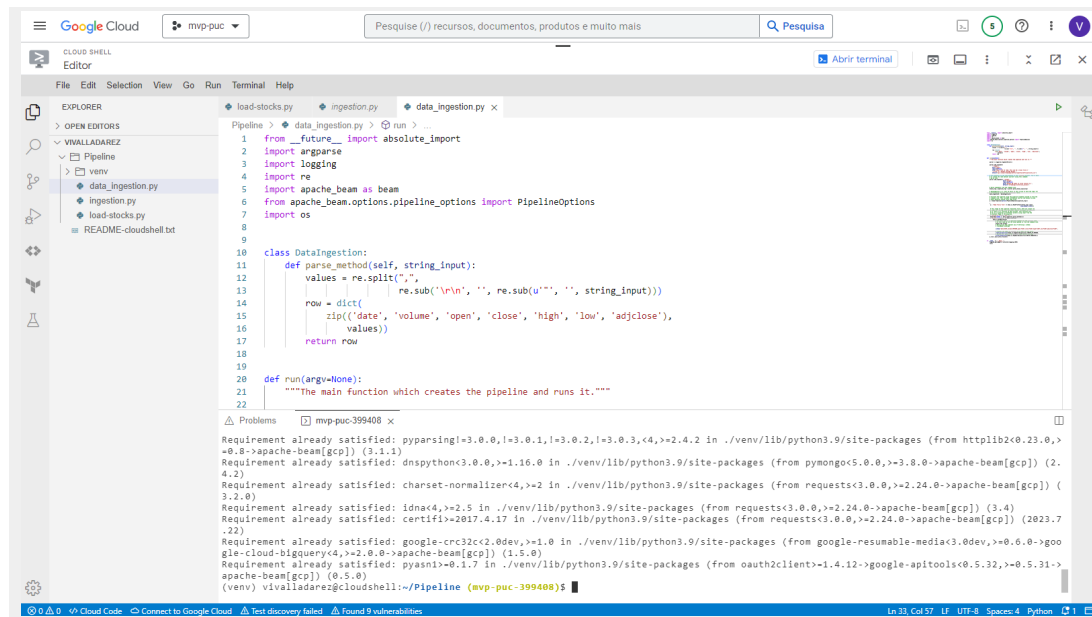 Google Cloud
mvp-puc
Pesquise (/) recursos, documentos, produtos e muito mais
Pesquisa
5
V
CLOUD SHELL
Editor
Abrir terminal
File Edit Selection View Go Run Terminal Help
EXPLORER
OPEN EDITORS
VIVALLADAREZ
Pipeline
venv
data_ingestion.py
ingestion.py
load-stocks.py
README-cloudshell.txt
load-stocks.py ingestion.py data_ingestion.py
Pipeline > data_ingestion.py > run > ...
1 from __future__ import absolute_import
2 import argparse
3 import logging
4 import re
5 import apache_beam as beam
6 from apache_beam.options.pipeline_options import PipelineOptions
7 import os
8
9
10 class DataIngestion:
11 def parse_method(self, string_input):
12 values = re.split(",",
13 re.sub('\r\n', '', re.sub(u'"', '', string_input)))
14 row = dict(
15 zip(('date', 'volume', 'open', 'close', 'high', 'low', 'adjclose'),
16 values))
17 return row
18
19
20 def run(argv=None):
21 """The main function which creates the pipeline and runs it."""
22
Problems mvp-puc-399408
Requirement already satisfied: pyparsing!=3.0.0,!=3.0.1,!=3.0.2,!=3.0.3,<4,>=2.4.2 in ./venv/lib/python3.9/site-packages (from httplib2<0.23.0,>
=0.8->apache-beam[gcp]) (3.1.1)
Requirement already satisfied: dnspython<3.0.0,>=1.16.0 in ./venv/lib/python3.9/site-packages (from pymongo<5.0.0,>=3.8.0->apache-beam[gcp]) (2.
4.2)
Requirement already satisfied: charset-normalizer<4,>=2 in ./venv/lib/python3.9/site-packages (from requests<3.0.0,>=2.24.0->apache-beam[gcp]) (
3.2.0)
Requirement already satisfied: idna<4,>=2.5 in ./venv/lib/python3.9/site-packages (from requests<3.0.0,>=2.24.0->apache-beam[gcp]) (3.4)
Requirement already satisfied: certifi>=2017.4.17 in ./venv/lib/python3.9/site-packages (from requests<3.0.0,>=2.24.0->apache-beam[gcp]) (2023.7
.22)
Requirement already satisfied: google-crc32c<2.0dev,>=1.0 in ./venv/lib/python3.9/site-packages (from google-resumable-media<3.0dev,>=0.6.0->goo
gle-cloud-bigquery<4,>=2.0.0->apache-beam[gcp]) (1.5.0)
Requirement already satisfied: pyasn1>=0.1.7 in ./venv/lib/python3.9/site-packages (from oauth2client>=1.4.12->google-apitools<0.5.32,>=0.5.31->
apache-beam[gcp]) (0.5.0)
(venv) vivalladarez@cloudshell:~/Pipeline (mvp-puc-399408)$
0 0 Cloud Code Connect to Google Cloud Test discovery failed Found 9 vulnerabilities Ln 33, Col 57 LF UTF-8 Spaces: 4 Python 1